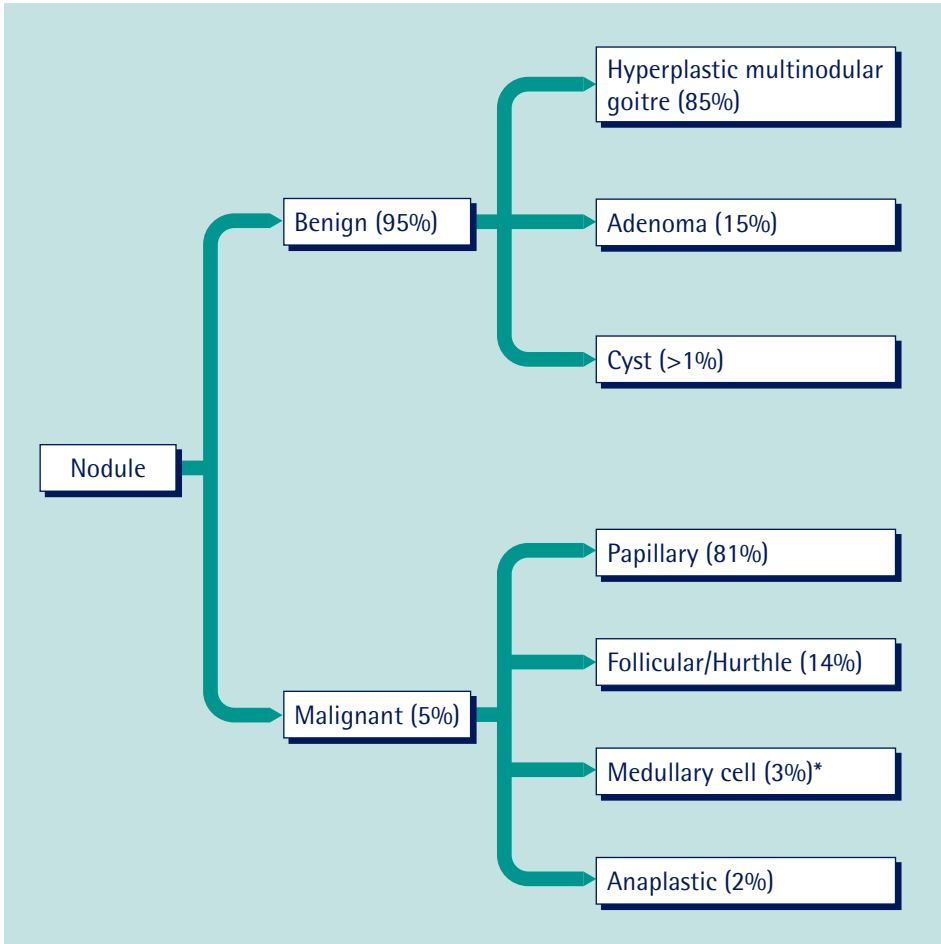 Nodule
Benign (95%)
Hyperplastic multinodular
goitre (85%)
Adenoma (15%)
Cyst (>1%)
Malignant (5%)
Papillary (81%)
Follicular/Hurthle (14%)
Medullary cell (3%)*
Anaplastic (2%)